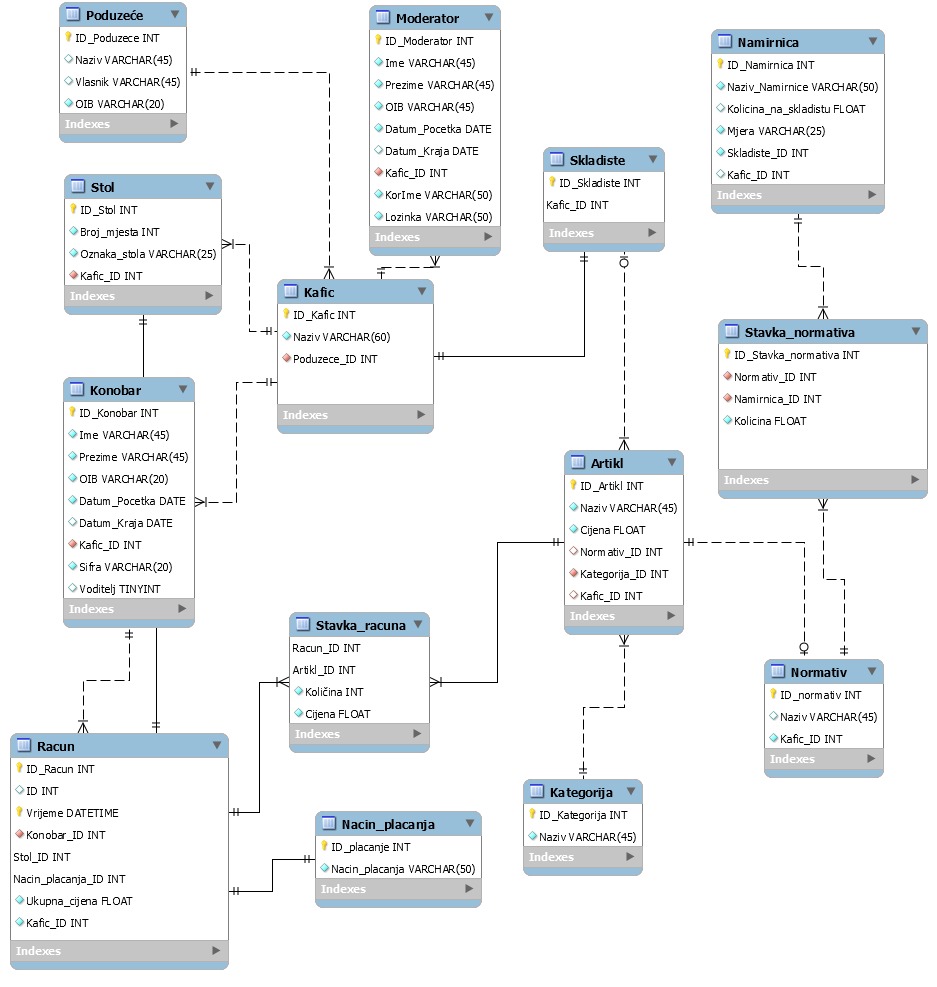 Poduzeće
ID_Poduzece INT
Naziv VARCHAR(45)
Vlasnik VARCHAR(45)
OIB VARCHAR(20)
Indexes
Moderator
ID_Moderator INT
Ime VARCHAR(45)
Prezime VARCHAR(45)
OIB VARCHAR(45)
Datum_Pocetka DATE
Datum_Kraja DATE
Kafic_ID INT
KorIme VARCHAR(50)
Lozinka VARCHAR(50)
Indexes
Namirnica
ID_Namirnica INT
Naziv_Namirnice VARCHAR(50)
Kolicina_na_skladistu FLOAT
Mjera VARCHAR(25)
Skladiste_ID INT
Kafic_ID INT
Indexes
Skladiste
ID_Skladiste INT
Kafic_ID INT
Indexes
Stol
ID_Stol INT
Broj_mjesta INT
Oznaka_stola VARCHAR(25)
Kafic_ID INT
Indexes
Kafic
ID_Kafic INT
Naziv VARCHAR(60)
Poduzece_ID INT
Indexes
Stavka_normativa
ID_Stavka_normativa INT
Normativ_ID INT
Namirnica_ID INT
Kolicina FLOAT
Indexes
Konobar
ID_Konobar INT
Ime VARCHAR(45)
Prezime VARCHAR(45)
OIB VARCHAR(20)
Datum_Pocetka DATE
Datum_Kraja DATE
Kafic_ID INT
Sifra VARCHAR(20)
Voditelj TINYINT
Indexes
Artikl
ID_Artikl INT
Naziv VARCHAR(45)
Cijena FLOAT
Normativ_ID INT
Kategorija_ID INT
Kafic_ID INT
Indexes
Stavka_racuna
Racun_ID INT
Artikl_ID INT
Količina INT
Cijena FLOAT
Indexes
Normativ
ID_normativ INT
Naziv VARCHAR(45)
Kafic_ID INT
Indexes
Racun
ID_Racun INT
ID INT
Vrijeme DATETIME
Konobar_ID INT
Stol_ID INT
Nacin_placanja_ID INT
Ukupna_cijena FLOAT
Kafic_ID INT
Indexes
Nacin_placanja
ID_placanje INT
Nacin_placanja VARCHAR(50)
Indexes
Kategorija
ID_Kategorija INT
Naziv VARCHAR(45)
Indexes